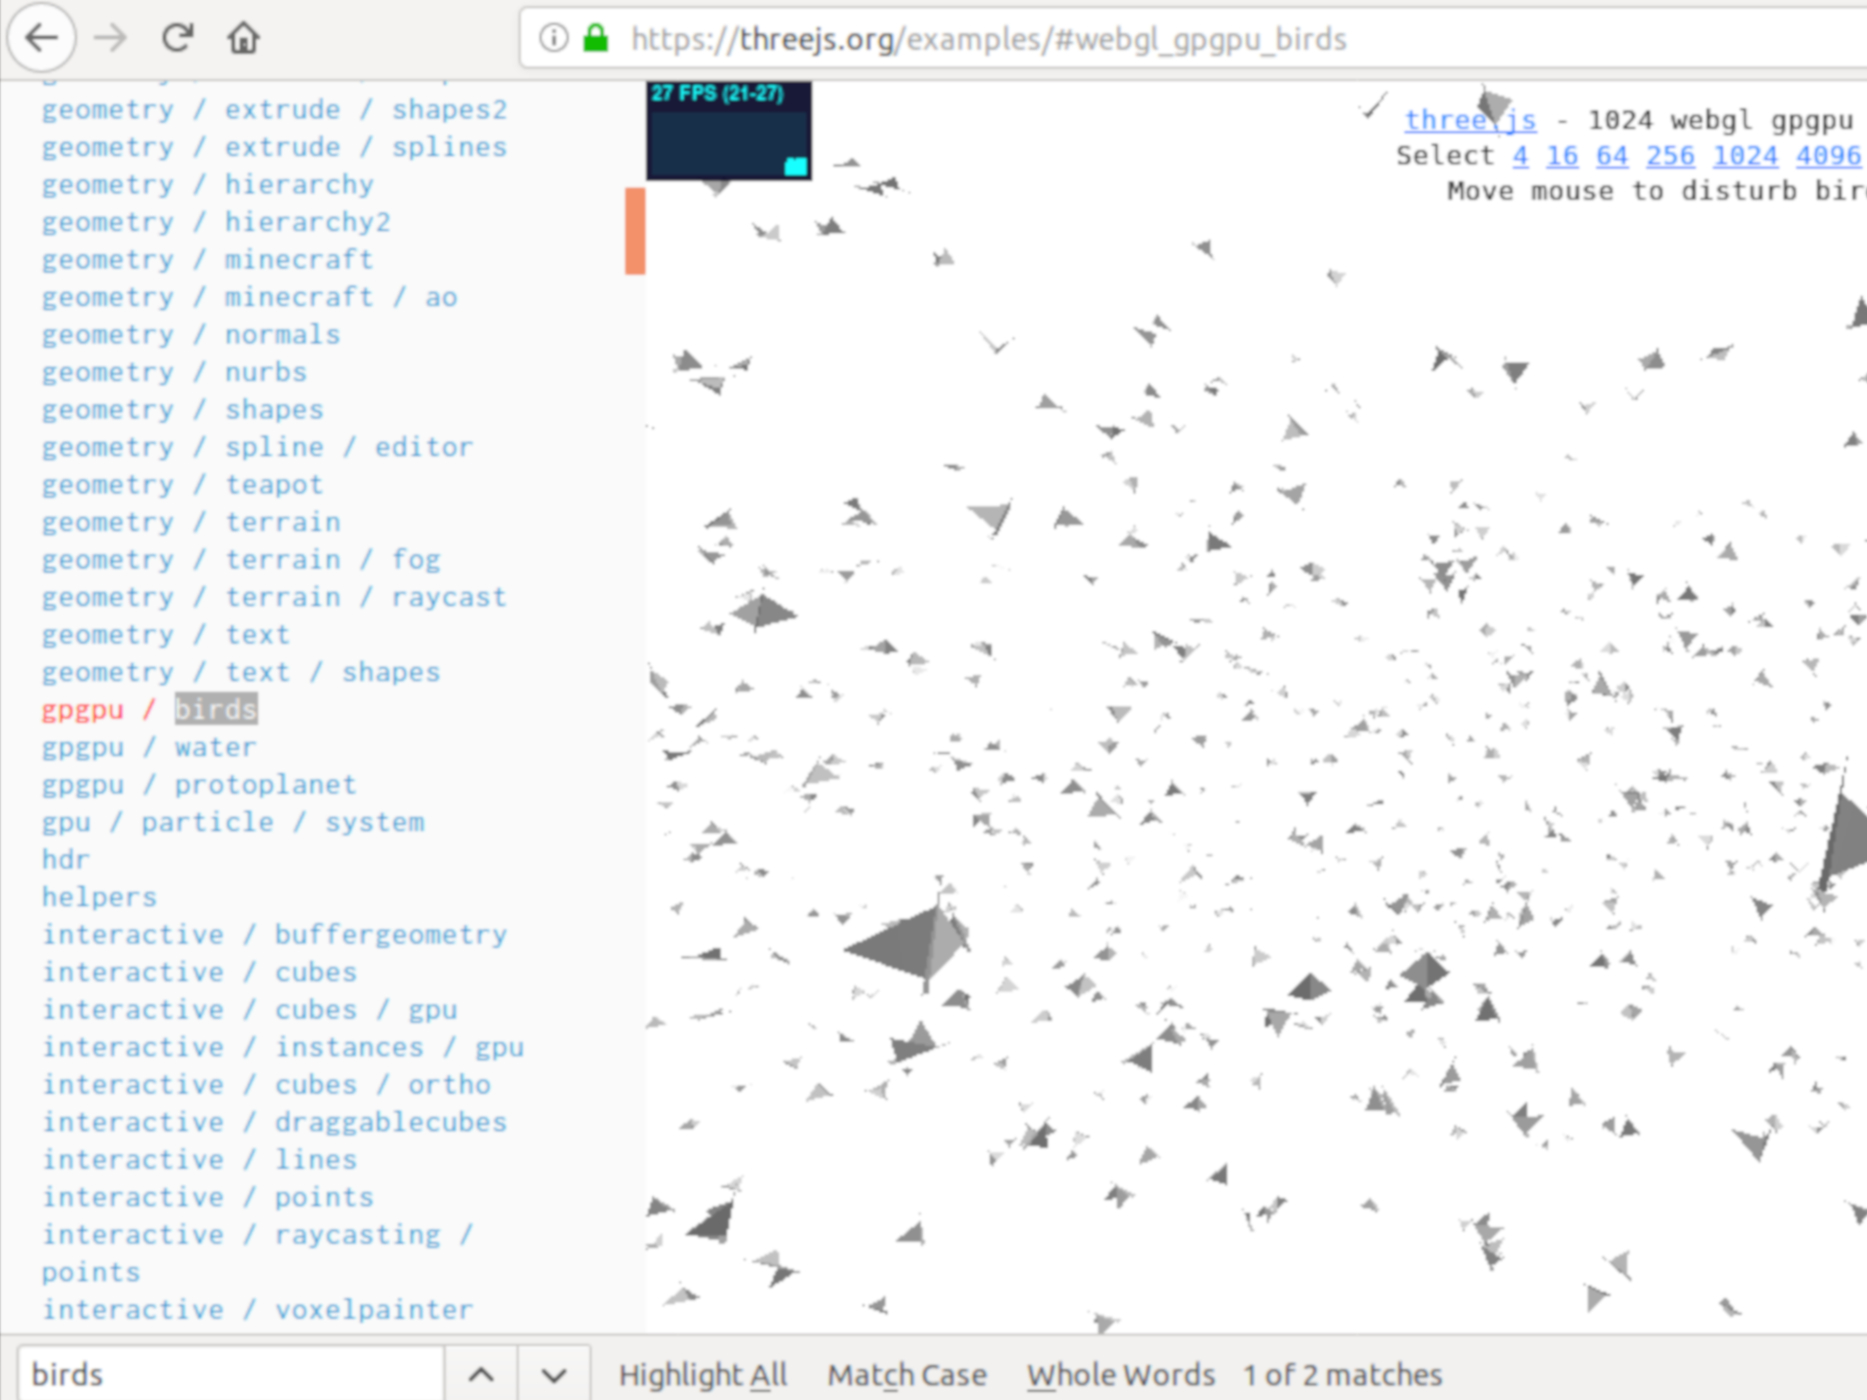 https://threejs.org/examples/#webgl_gpgpu_birds
geometry / extrude / shapes2
geometry / extrude / splines
geometry / hierarchy
geometry / hierarchy2
geometry / minecraft
geometry / minecraft / ao
geometry / normals
geometry / nurbs
geometry / shapes
geometry / spline / editor
geometry / teapot
geometry / terrain
geometry / terrain / fog
geometry / terrain / raycast
geometry / text
geometry / text / shapes
gpgpu / birds
gpgpu / water
gpgpu / protoplanet
gpu / particle / system
hdr
helpers
interactive / buffergeometry
interactive / cubes
interactive / cubes / gpu
interactive / instances / gpu
interactive / cubes / ortho
interactive / draggablecubes
interactive / lines
interactive / points
interactive / raycasting /
points
interactive / voxelpainter
27 FPS (21-27)
three.js - 1024 webgl gpgpu
Select 4 16 64 256 1024 4096
Move mouse to disturb
birds
Highlight All
Match Case
Whole Words
1 of 2 matches